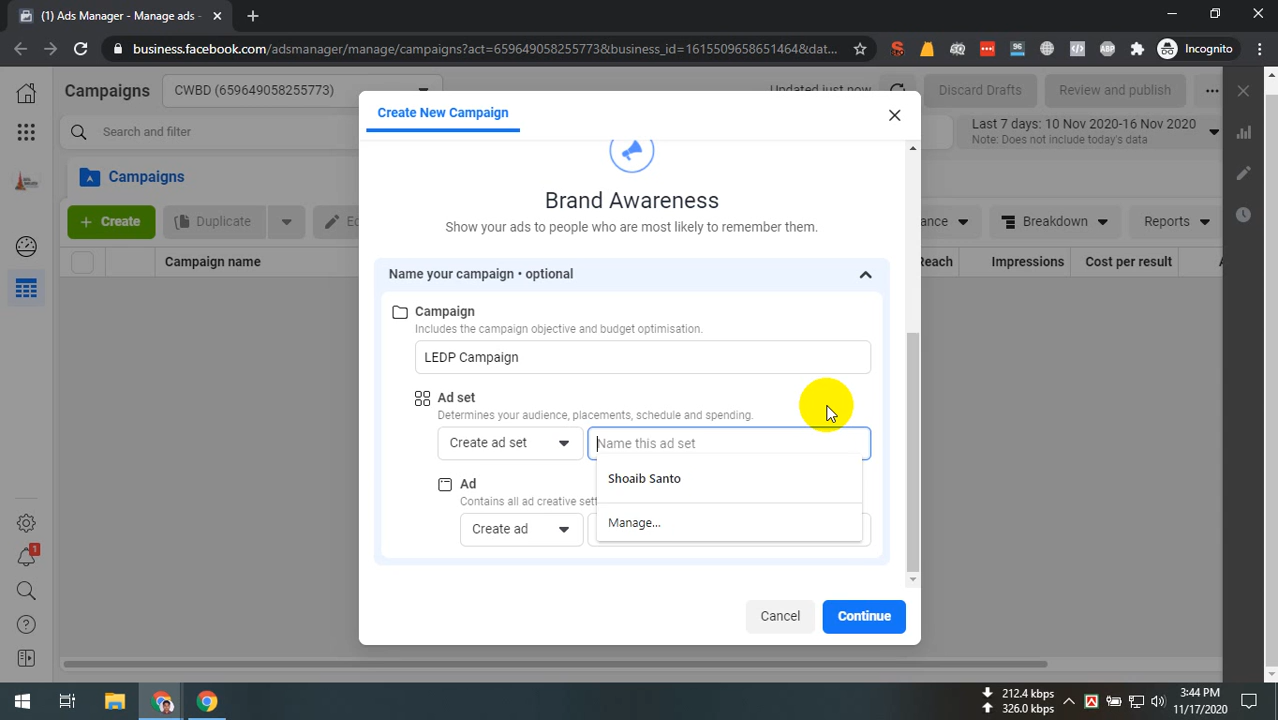 (1) Ads Manager - Manage ads -
business.facebook.com/adsmanager/manage/campaigns?act=659649058255773&business_id=1615509658651464&dat...
96
ABP
Incognito
Campaigns
CWBD (659649058255773)
Updated just now
Discard Drafts
Review and publish
Create New Campaign
Search and filter
Last 7 days: 10 Nov 2020-16 Nov 2020
Note: Does not include today's data
Campaigns
Brand Awareness
Show your ads to people who are most likely to remember them.
+ Create
Duplicate
Breakdown
Reports
Campaign name
Reach
Impressions
Cost per result
Name your campaign • optional
Campaign
Includes the campaign objective and budget optimisation.
LEDP Campaign
Ad set
Determines your audience, placements, schedule and spending.
Create ad set
Name this ad set
Shoaib Santo
Manage...
Ad
Contains all ad creative
Create ad
1
Cancel
Continue
212.4 kbps
326.0 kbps
3:44 PM
11/17/2020